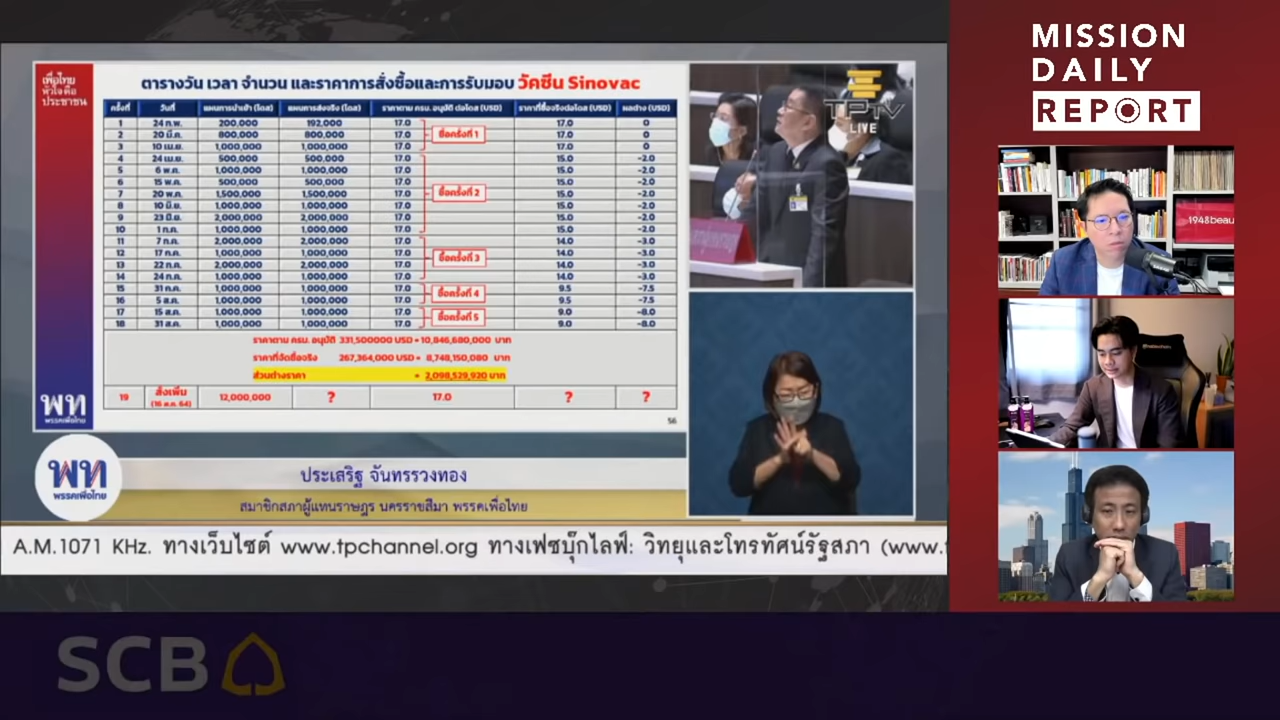 MISSION
DAILY
REPORT
เพื่อไทย
หัวใจคือ
ประชาชน
ตารางวัน เวลา จำนวน และราคาการสั่งซื้อและการรับมอบ วัคซีน Sinovac
ครั้งที่ วันที่ แผนการนำเข้า (โดส) แผนการส่งจริง (โดส) ราคาตาม ครม. อนุมัติ ต่อโดส (USD) ราคาที่ซื้อจริงต่อโดส (USD) ผลต่าง (USD)
1 24 ก.พ. 200,000 192,000 17.0 17.0 0
2 20 มี.ค. 800,000 800,000 17.0 ซื้อครั้งที่ 1 17.0 0
3 10 เม.ย. 1,000,000 1,000,000 17.0 17.0 0
4 24 เม.ย. 500,000 500,000 17.0 15.0 -2.0
5 6 พ.ค. 1,000,000 1,000,000 17.0 15.0 -2.0
6 15 พ.ค. 500,000 500,000 17.0 15.0 -2.0
7 20 พ.ค. 1,500,000 1,500,000 17.0 ซื้อครั้งที่ 2 15.0 -2.0
8 10 มิ.ย. 1,000,000 1,000,000 17.0 15.0 -2.0
9 23 มิ.ย. 2,000,000 2,000,000 17.0 15.0 -2.0
10 1 ก.ค. 1,000,000 1,000,000 17.0 15.0 -2.0
11 7 ก.ค. 2,000,000 2,000,000 17.0 14.0 -3.0
12 17 ก.ค. 1,000,000 1,000,000 17.0 ซื้อครั้งที่ 3 14.0 -3.0
13 22 ก.ค. 2,000,000 2,000,000 17.0 14.0 -3.0
14 24 ก.ค. 1,000,000 1,000,000 17.0 14.0 -3.0
15 31 ก.ค. 1,000,000 1,000,000 17.0 ซื้อครั้งที่ 4 9.5 -7.5
16 5 ส.ค. 1,000,000 1,000,000 17.0 9.5 -7.5
17 15 ส.ค. 1,000,000 1,000,000 17.0 ซื้อครั้งที่ 5 9.0 -8.0
18 31 ส.ค. 1,000,000 1,000,000 17.0 9.0 -8.0
ราคาตาม ครม. อนุมัติ 331,500000 USD = 10,846,680,000 บาท
ราคาที่จัดซื้อจริง 267,364,000 USD = 8,748,150,080 บาท
ส่วนต่างราคา = 2,098,529,920 บาท
19 สั่งเพิ่ม 12,000,000 ? 17.0 ? ?
(16 ส.ค. 64)
56
พท
พรรคเพื่อไทย
TPTV
LIVE
1948beau
พท
พรรคเพื่อไทย
ประเสริฐ จันทรรวงทอง
สมาชิกสภาผู้แทนราษฎร นครราชสีมา พรรคเพื่อไทย
A.M.1071 KHz. ทางเว็บไซต์ www.tpchannel.org ทางเฟซบุ๊กไลฟ์: วิทยุและโทรทัศน์รัฐสภา (www.
SCB